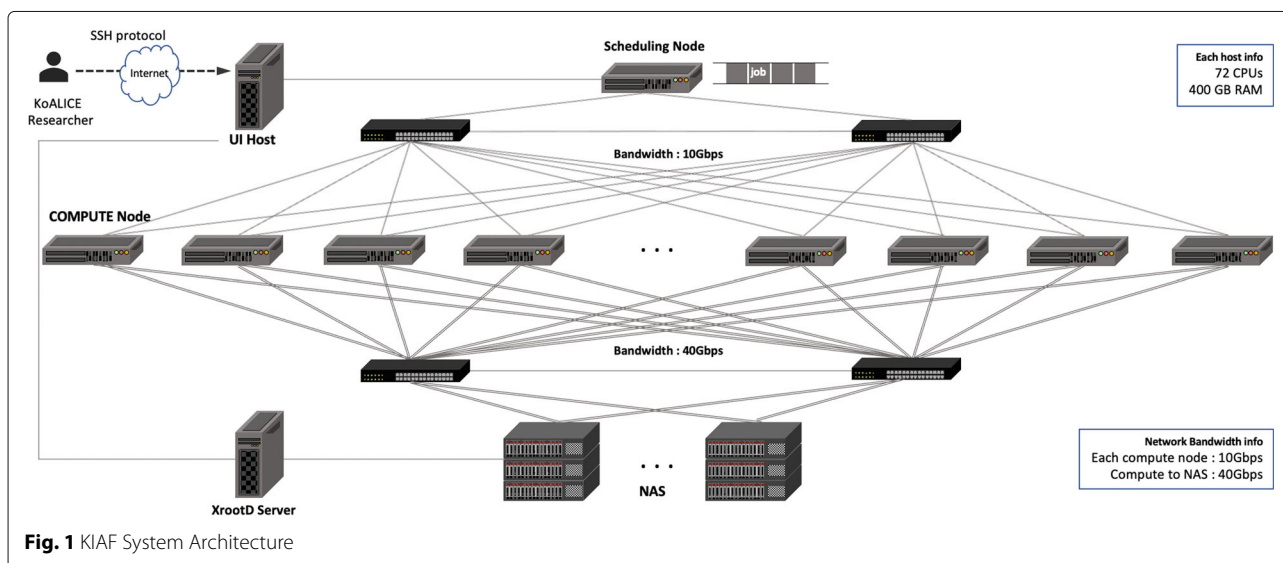 SSH protocol
Internet
KoALICE
Researcher
UI Host
Scheduling Node
job
Each host info
72 CPUs
400 GB RAM
Bandwidth : 10Gbps
COMPUTE Node
. . .
Bandwidth : 40Gbps
XrootD Server
. . .
NAS
Network Bandwidth info
Each compute node : 10Gbps
Compute to NAS : 40Gbps
Fig. 1 KIAF System Architecture